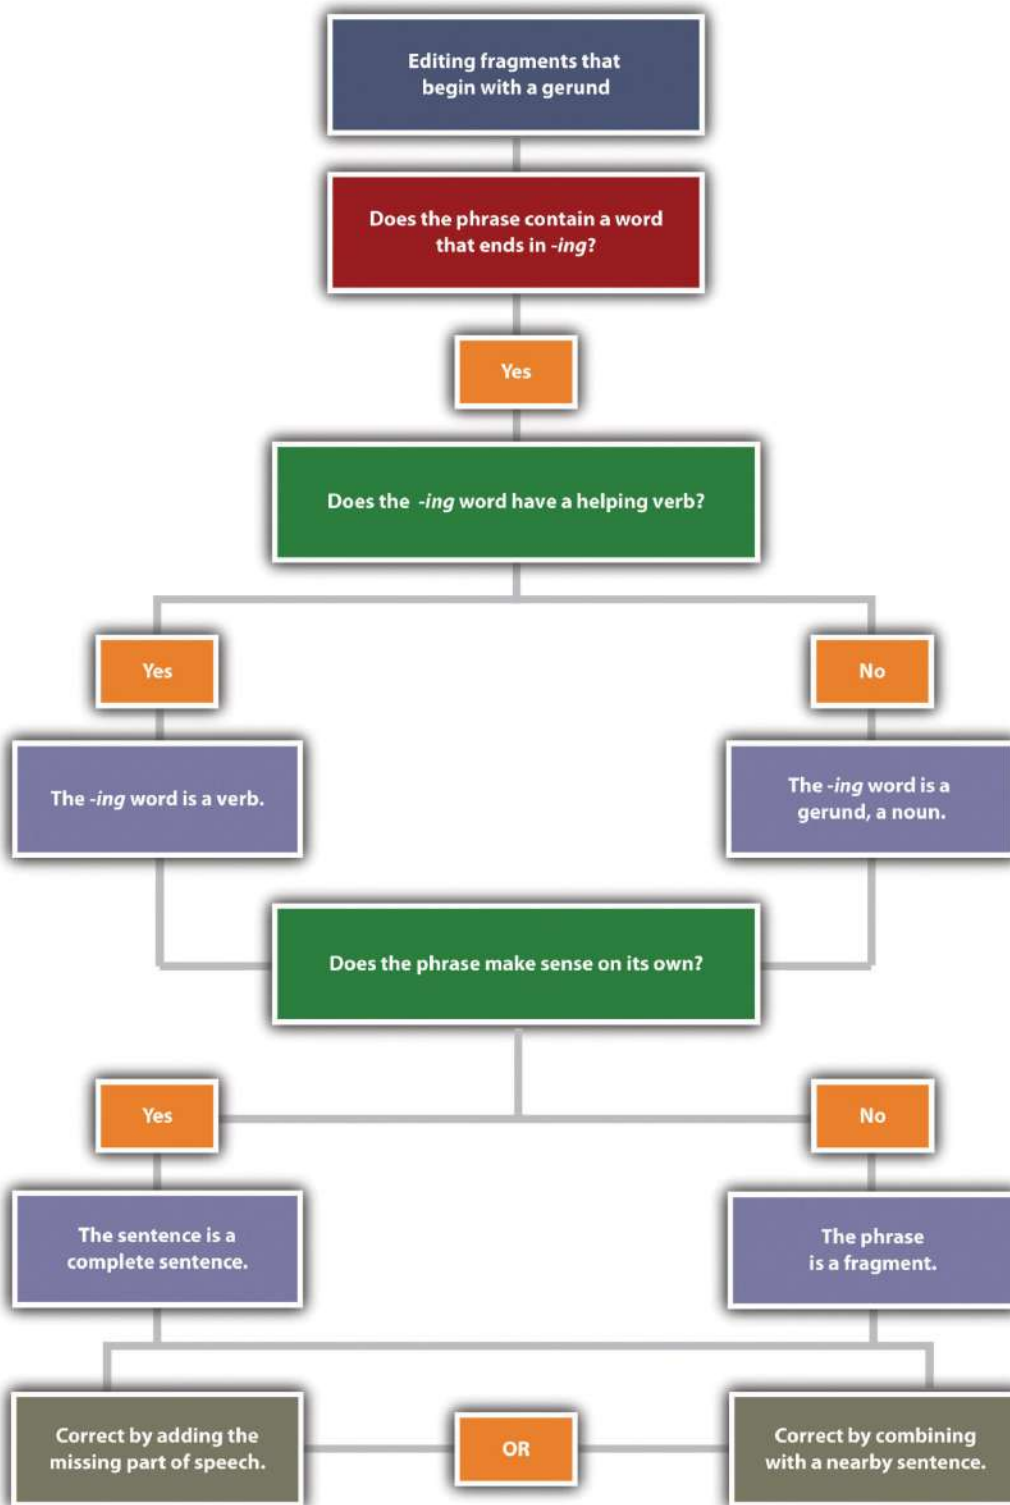 Editing fragments that
begin with a gerund
Does the phrase contain a word
that ends in -ing?
Yes
Does the -ing word have a helping verb?
Yes
No
The -ing word is a verb.
The -ing word is a
gerund, a noun.
Does the phrase make sense on its own?
Yes
No
The sentence is a
complete sentence.
The phrase
is a fragment.
Correct by adding the
missing part of speech.
OR
Correct by combining
with a nearby sentence.